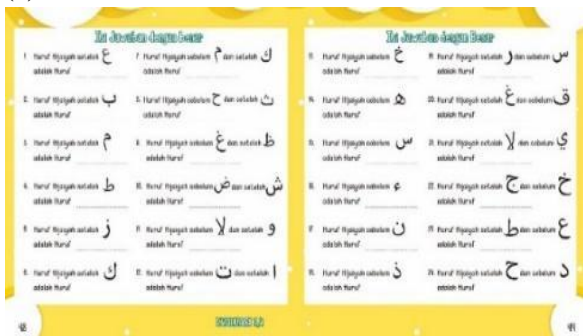 Isi Jawaban dengan Benar
1. Huruf Hijaiyah setelah ع
adalah huruf
2. Huruf Hijaiyah setelah ب
adalah huruf
3. Huruf Hijaiyah setelah م
adalah huruf
4. Huruf Hijaiyah setelah ط
adalah huruf
5. Huruf Hijaiyah setelah ز
adalah huruf
6. Huruf Hijaiyah setelah ك
adalah huruf
7. Huruf Hijaiyah sebelum م dan setelah ل
adalah huruf
8. Huruf Hijaiyah sebelum ح dan setelah ث
adalah huruf
9. Huruf Hijaiyah sebelum غ dan setelah ظ
adalah huruf
10. Huruf Hijaiyah sebelum ض dan setelah ش
adalah huruf
11. Huruf Hijaiyah sebelum لا dan setelah و
adalah huruf
12. Huruf Hijaiyah sebelum ت dan setelah ا
adalah huruf
Isi Jawaban dengan Benar
13. Huruf Hijaiyah sebelum خ
adalah huruf
14. Huruf Hijaiyah sebelum ه
adalah huruf
15. Huruf Hijaiyah sebelum س
adalah huruf
16. Huruf Hijaiyah sebelum ء
adalah huruf
17. Huruf Hijaiyah sebelum ن
adalah huruf
18. Huruf Hijaiyah sebelum ذ
adalah huruf
19. Huruf Hijaiyah setelah ر dan sebelum ش
adalah huruf
20. Huruf Hijaiyah setelah غ dan sebelum ق
adalah huruf
21. Huruf Hijaiyah setelah لا dan sebelum ي
adalah huruf
22. Huruf Hijaiyah setelah ج dan sebelum خ
adalah huruf
23. Huruf Hijaiyah setelah ط dan sebelum ع
adalah huruf
24. Huruf Hijaiyah setelah ح dan sebelum د
adalah huruf